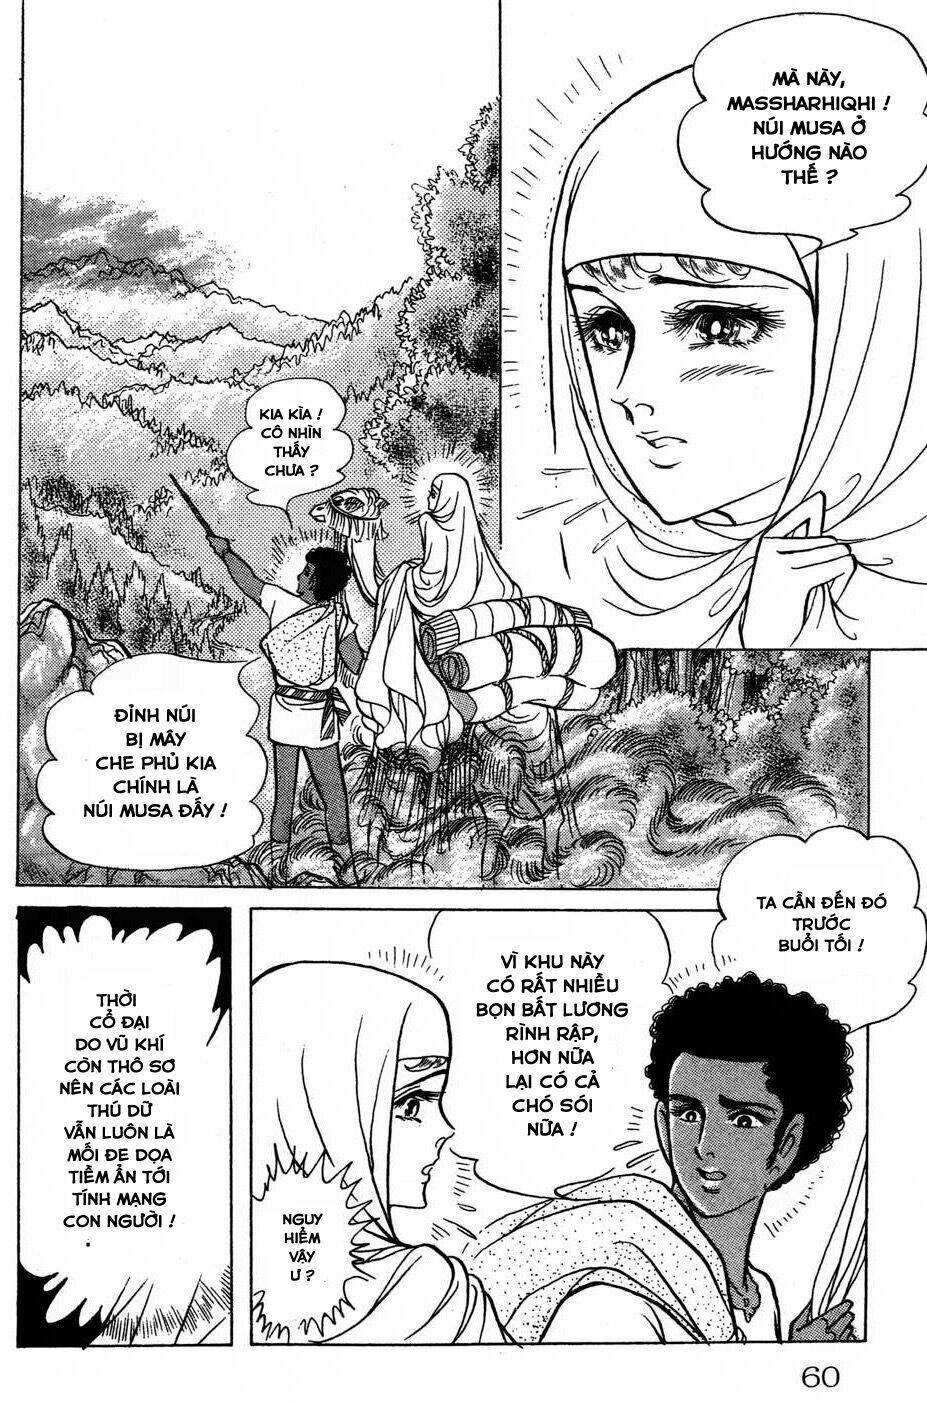 MÀ NÀY,
MASSHARHIQHI !
NÚI MUSA Ở
HƯỚNG NÀO
THẾ ?
KIA KÌA !
CÔ NHÌN
THẤY
CHƯA ?
ĐỈNH NÚI
BỊ MÂY
CHE PHỦ KIA
CHÍNH LÀ
NÚI MUSA ĐẤY !
TA CẦN ĐẾN ĐÓ
TRƯỚC
BUỔI TỐI !
VÌ KHU NÀY
CÓ RẤT NHIỀU
BỌN BẤT LƯƠNG
RÌNH RẬP,
HƠN NỮA
LẠI CÓ CẢ
CHÓ SÓI
NỮA !
NGUY
HIỂM
VẬY
Ư ?
THỜI
CỔ ĐẠI
DO VŨ KHÍ
CÒN THÔ SƠ
NÊN CÁC LOÀI
THÚ DỮ
VẪN LUÔN LÀ
MỐI ĐE DỌA
TIỀM ẨN TỚI
TÍNH MẠNG
CON NGƯỜI !
60